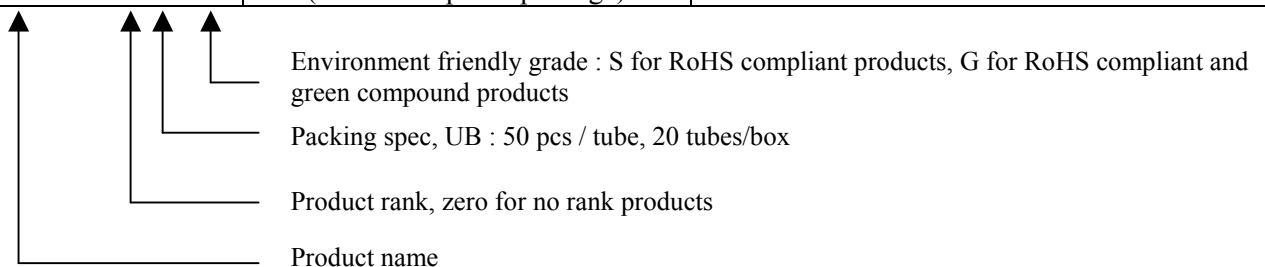 Environment friendly grade : S for RoHS compliant products, G for RoHS compliant and
green compound products
Packing spec, UB : 50 pcs / tube, 20 tubes/box
Product rank, zero for no rank products
Product name